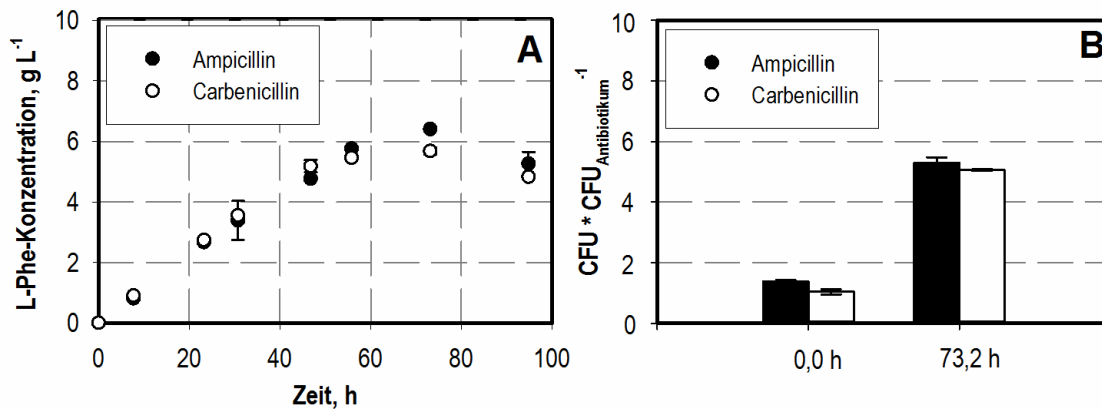 A
Ampicillin
Carbenicillin
L-Phe-Konzentration, g L-1
10
8
6
4
2
0
0 20 40 60 80 100
Zeit, h
B
Ampicillin
Carbenicillin
CFU * CFUAntibiotikum-1
10
8
6
4
2
0
0,0 h 73,2 h